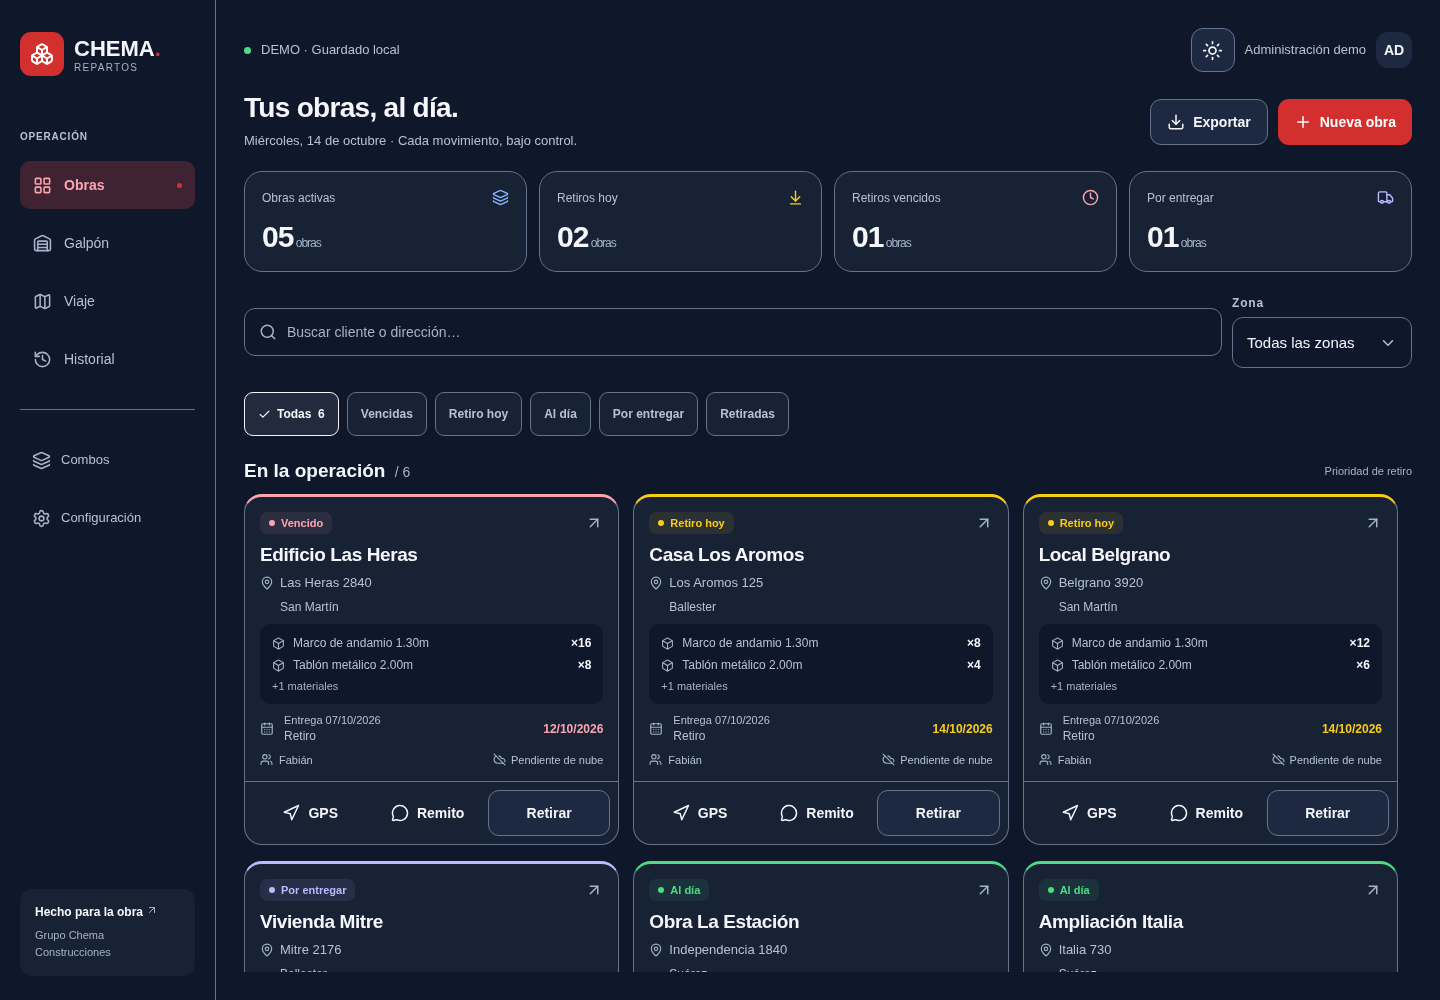 CHEMA.
REPARTOS
OPERACIÓN
Obras
Galpón
Viaje
Historial
Combos
Configuración
Hecho para la obra
Grupo Chema
Construcciones
DEMO · Guardado local
Administración demo AD
Tus obras, al día.
Miércoles, 14 de octubre · Cada movimiento, bajo control.
Exportar
Nueva obra
Obras activas
05 obras
Retiros hoy
02 obras
Retiros vencidos
01 obras
Por entregar
01 obras
Buscar cliente o dirección…
Zona
Todas las zonas
Todas 6
Vencidas
Retiro hoy
Al día
Por entregar
Retiradas
En la operación / 6
Prioridad de retiro
Vencido
Edificio Las Heras
Las Heras 2840
San Martín
Marco de andamio 1.30m ×16
Tablón metálico 2.00m ×8
+1 materiales
Entrega 07/10/2026
Retiro 12/10/2026
Fabián Pendiente de nube
GPS Remito Retirar
Retiro hoy
Casa Los Aromos
Los Aromos 125
Ballester
Marco de andamio 1.30m ×8
Tablón metálico 2.00m ×4
+1 materiales
Entrega 07/10/2026
Retiro 14/10/2026
Fabián Pendiente de nube
GPS Remito Retirar
Retiro hoy
Local Belgrano
Belgrano 3920
San Martín
Marco de andamio 1.30m ×12
Tablón metálico 2.00m ×6
+1 materiales
Entrega 07/10/2026
Retiro 14/10/2026
Fabián Pendiente de nube
GPS Remito Retirar
Por entregar
Vivienda Mitre
Mitre 2176
Ballester
Al día
Obra La Estación
Independencia 1840
Suárez
Al día
Ampliación Italia
Italia 730
Suárez